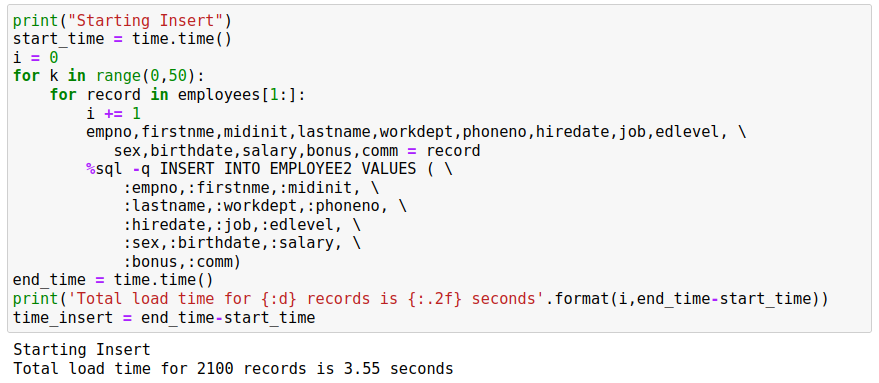 print("Starting Insert")
start_time = time.time()
i = 0
for k in range(0,50):
    for record in employees[1:]:
        i += 1
        empno,firstnme,midinit,lastname,workdept,phoneno,hiredate,job,edlevel, \
           sex,birthdate,salary,bonus,comm = record
        %sql -q INSERT INTO EMPLOYEE2 VALUES ( \
            :empno,:firstnme,:midinit, \
            :lastname,:workdept,:phoneno, \
            :hiredate,:job,:edlevel, \
            :sex,:birthdate,:salary, \
            :bonus,:comm)
end_time = time.time()
print('Total load time for {:d} records is {:.2f} seconds'.format(i,end_time-start_time))
time_insert = end_time-start_time
Starting Insert
Total load time for 2100 records is 3.55 seconds